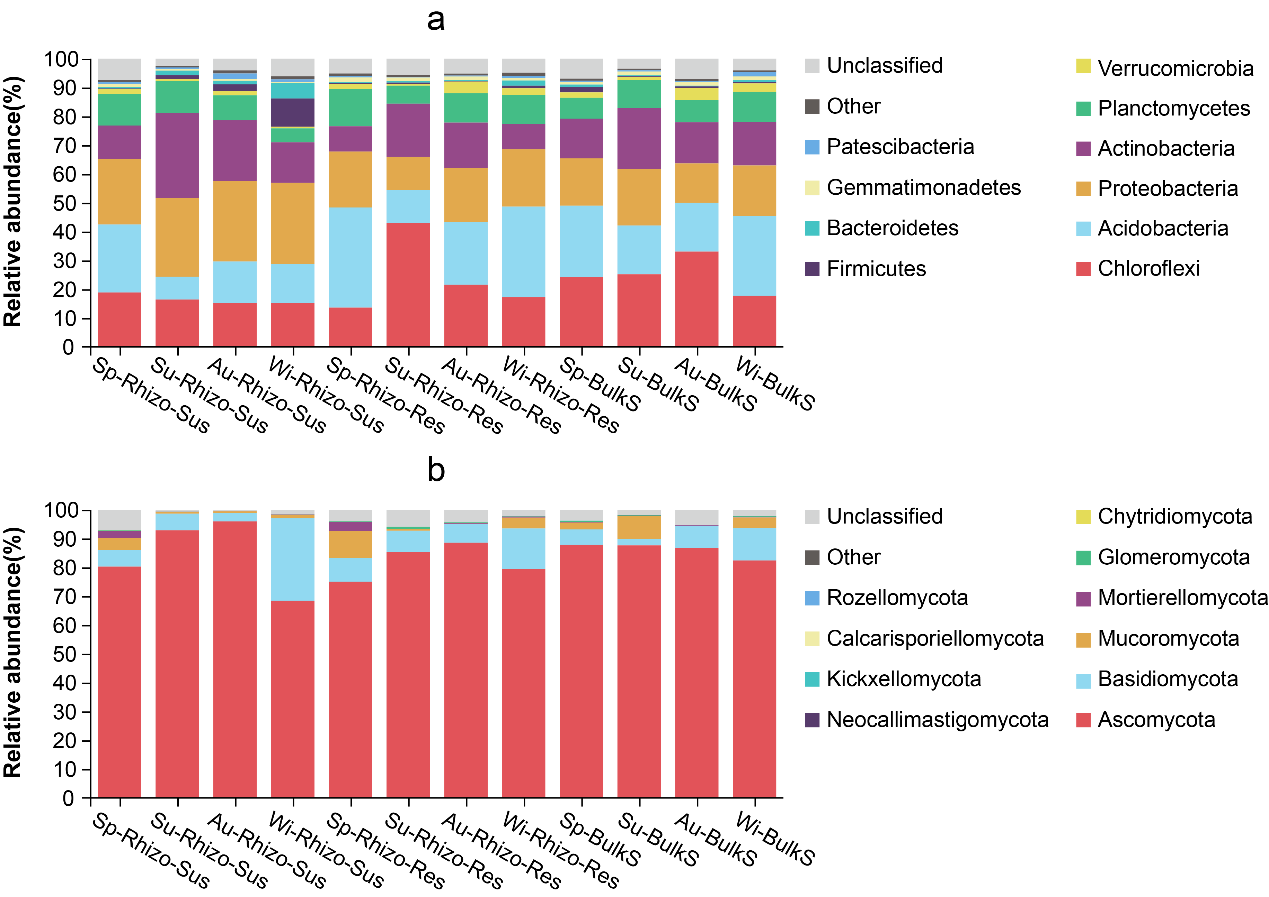 a
Relative abundance(%)
100
90
80
70
60
50
40
30
20
10
0
Sp-Rhizo-Sus
Su-Rhizo-Sus
Au-Rhizo-Sus
Wi-Rhizo-Sus
Sp-Rhizo-Res
Su-Rhizo-Res
Au-Rhizo-Res
Wi-Rhizo-Res
Sp-BulkS
Su-BulkS
Au-BulkS
Wi-BulkS
Unclassified
Other
Patescibacteria
Gemmatimonadetes
Bacteroidetes
Firmicutes
Verrucomicrobia
Planctomycetes
Actinobacteria
Proteobacteria
Acidobacteria
Chloroflexi
b
Relative abundance(%)
100
90
80
70
60
50
40
30
20
10
0
Sp-Rhizo-Sus
Su-Rhizo-Sus
Au-Rhizo-Sus
Wi-Rhizo-Sus
Sp-Rhizo-Res
Su-Rhizo-Res
Au-Rhizo-Res
Wi-Rhizo-Res
Sp-BulkS
Su-BulkS
Au-BulkS
Wi-BulkS
Unclassified
Other
Rozellomycota
Calcarisporiellomycota
Kickxellomycota
Neocallimastigomycota
Chytridiomycota
Glomeromycota
Mortierellomycota
Mucoromycota
Basidiomycota
Ascomycota